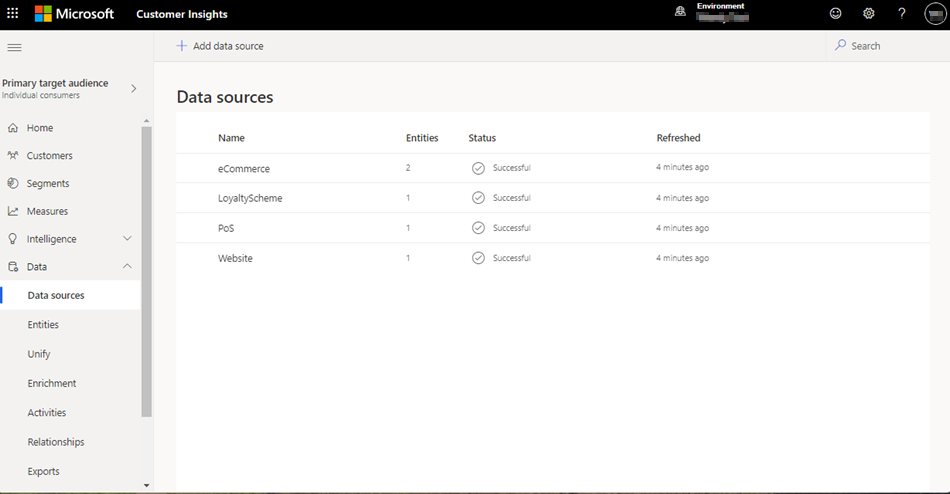 Microsoft Customer Insights
Environment
?
Add data source
Search
Primary target audience
Individual consumers
Home
Customers
Segments
Measures
Intelligence
Data
Data sources
Entities
Unify
Enrichment
Activities
Relationships
Exports
Data sources
Name Entities Status Refreshed
eCommerce 2 Successful 4 minutes ago
LoyaltyScheme 1 Successful 4 minutes ago
PoS 1 Successful 4 minutes ago
Website 1 Successful 4 minutes ago